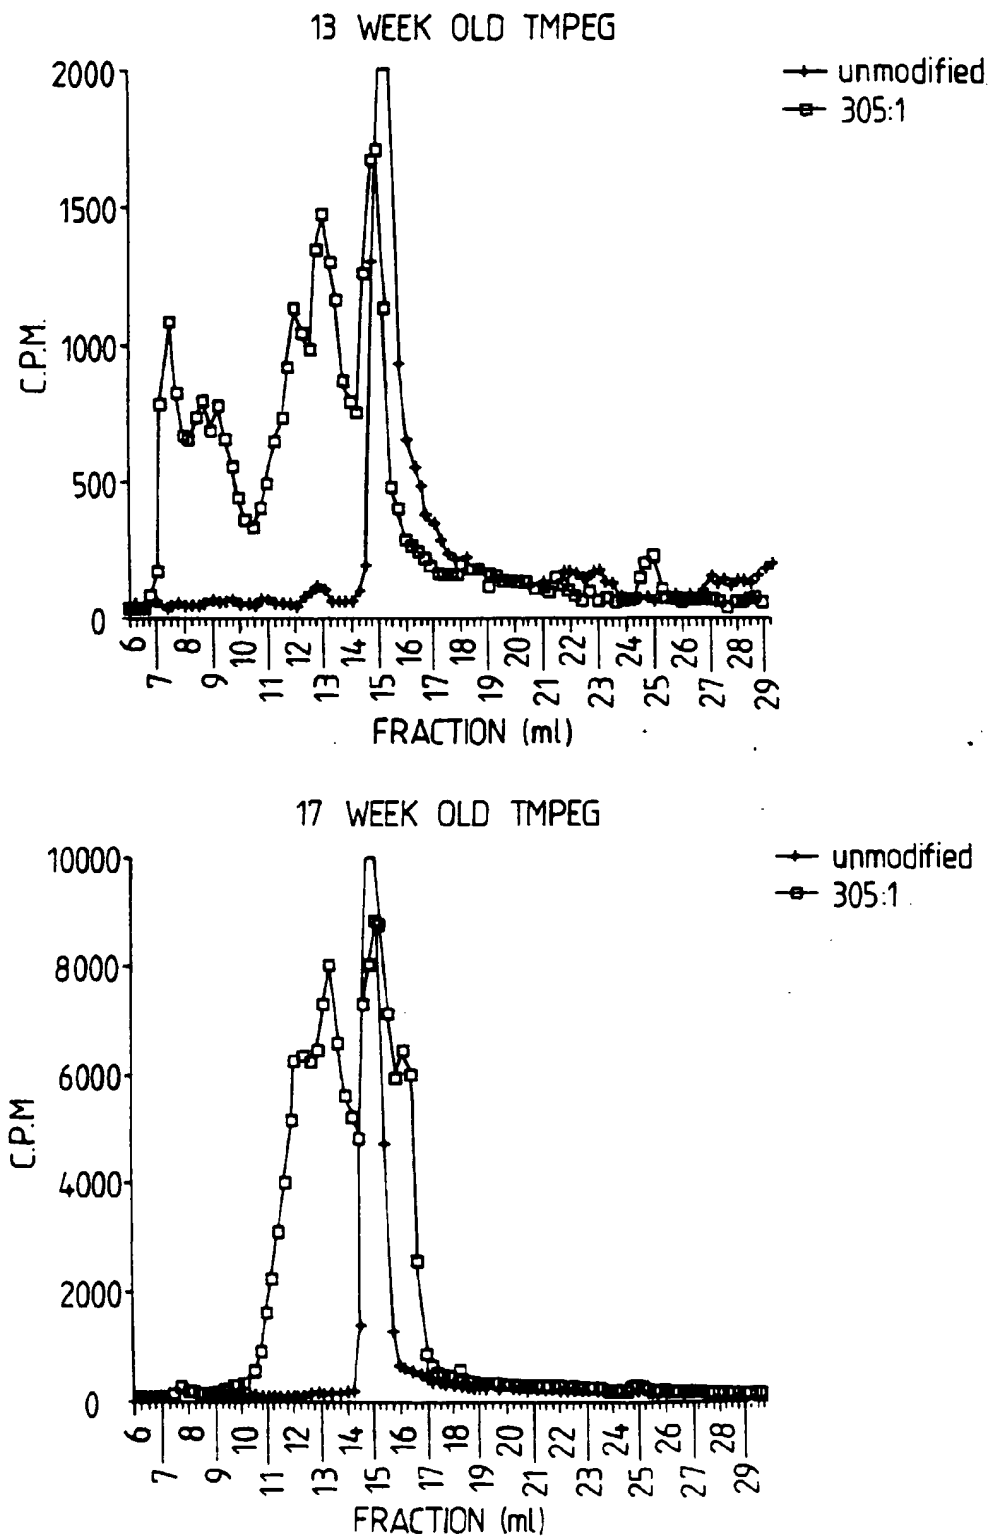 13 WEEK OLD TMPEG
unmodified
305:1
2000
1500
1000
500
0
C.P.M.
6 7 8 9 10 11 12 13 14 15 16 17 18 19 20 21 22 23 24 25 26 27 28 29
FRACTION (ml)
17 WEEK OLD TMPEG
unmodified
305:1
10000
8000
6000
4000
2000
0
C.P.M
6 7 8 9 10 11 12 13 14 15 16 17 18 19 20 21 22 23 24 25 26 27 28 29
FRACTION (ml)